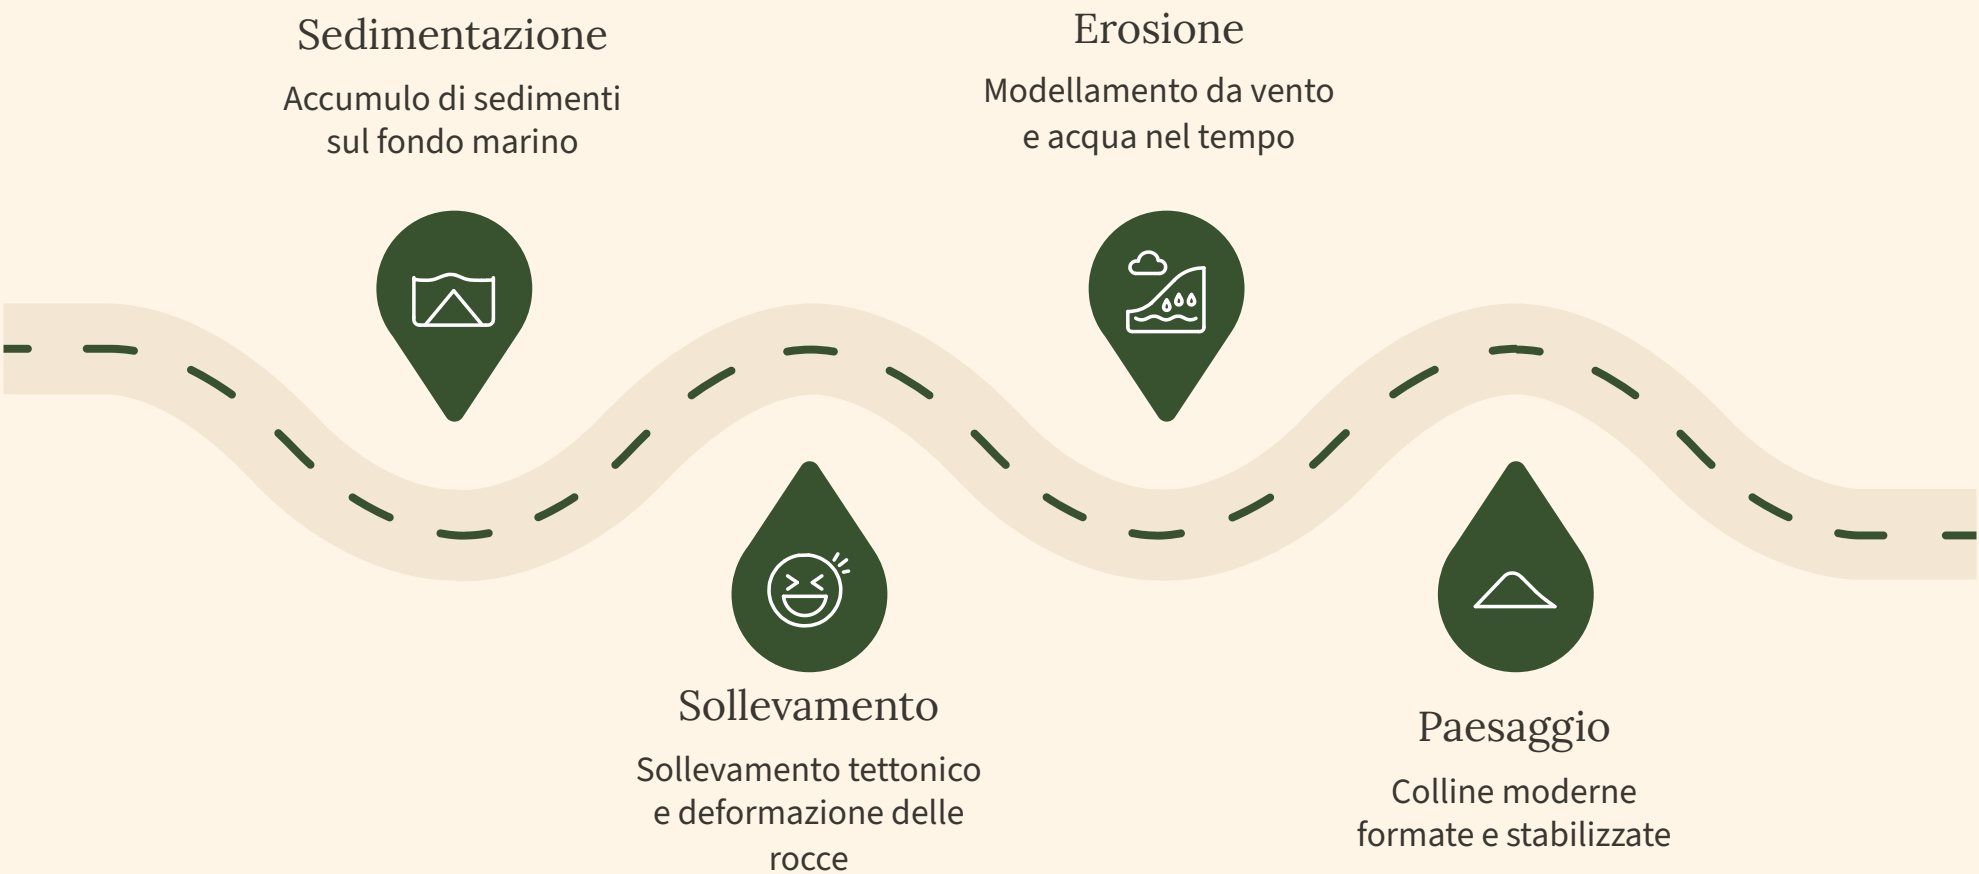 Sedimentazione
Accumulo di sedimenti
sul fondo marino
Erosione
Modellamento da vento
e acqua nel tempo
Sollevamento
Sollevamento tettonico
e deformazione delle
rocce
Paesaggio
Colline moderne
formate e stabilizzate